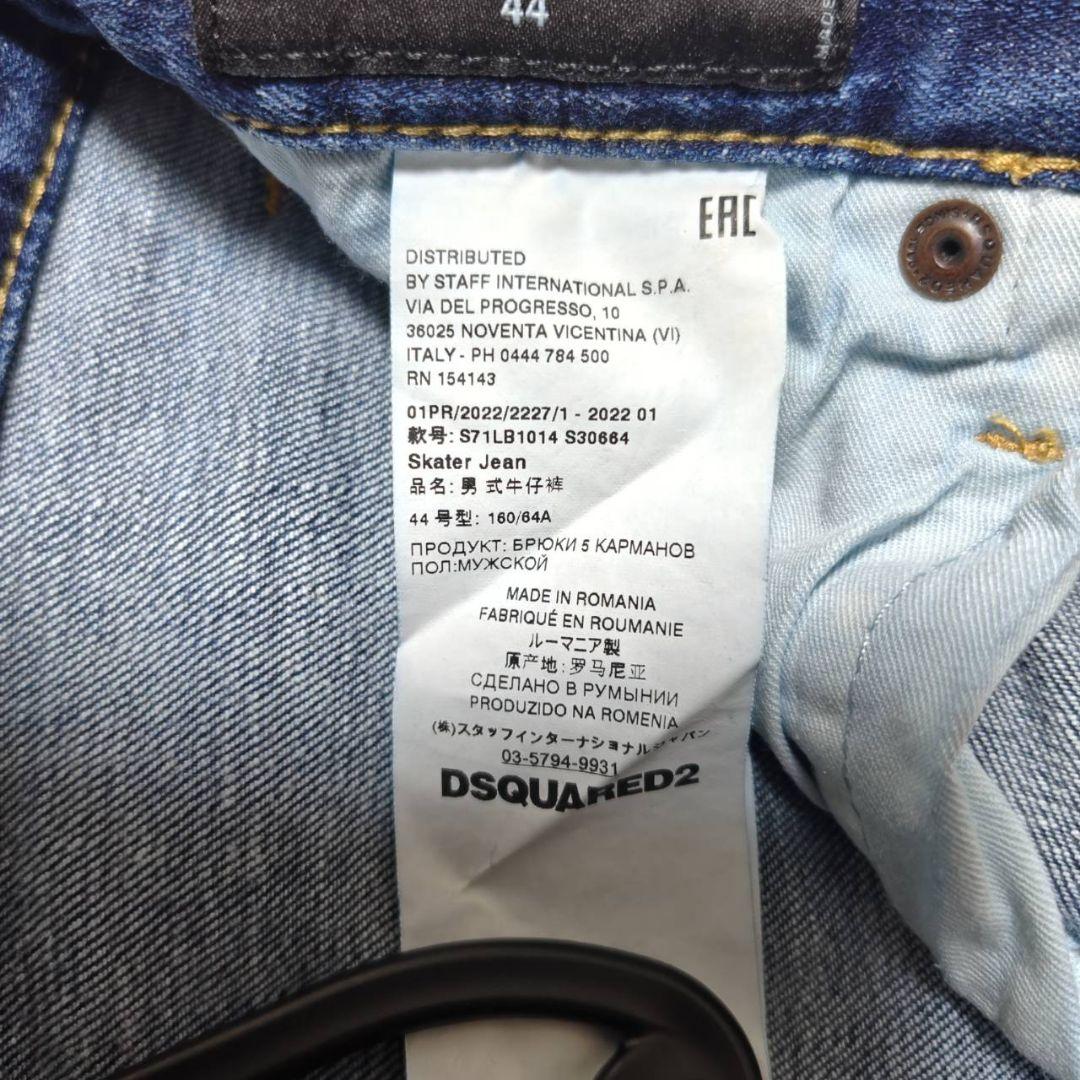 44
MADE
EAC
DISTRIBUTED
BY STAFF INTERNATIONAL S.P.A.
VIA DEL PROGRESSO, 10
36025 NOVENTA VICENTINA (VI)
ITALY - PH 0444 784 500
RN 154143
01PR/2022/2227/1 - 2022 01
款号: S71LB1014 S30664
Skater Jean
品名: 男 式牛仔裤
44 号型: 160/64A
ПРОДУКТ: БРЮКИ 5 КАРМАНОВ
ПОЛ:МУЖСКОЙ
MADE IN ROMANIA
FABRIQUÉ EN ROUMANIE
ルーマニア製
原产地: 罗马尼亚
СДЕЛАНО В РУМЫНИИ
PRODUZIDO NA ROMENIA
(株)スタッフインターナショナルジャパン
03-5794-9931
DSQUARED2